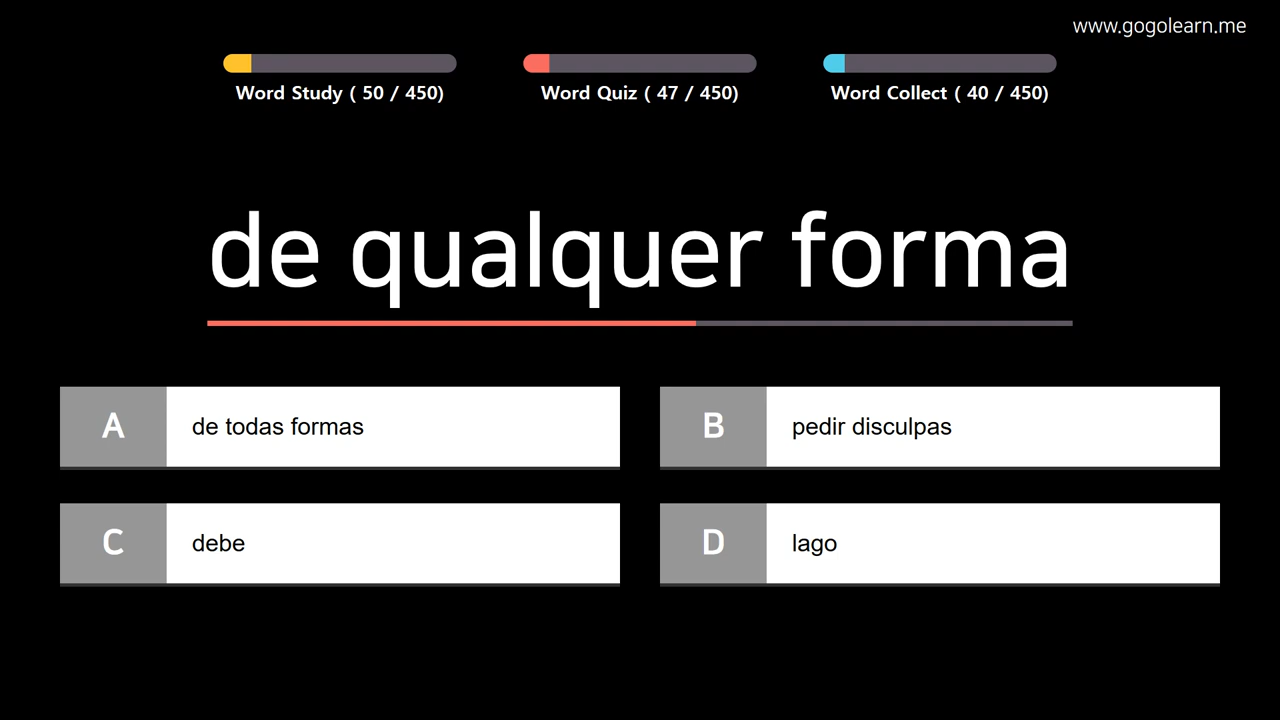 www.gogolearn.me
Word Study ( 50 / 450)
Word Quiz ( 47 / 450)
Word Collect ( 40 / 450)
de qualquer forma
A de todas formas
B pedir disculpas
C debe
D lago